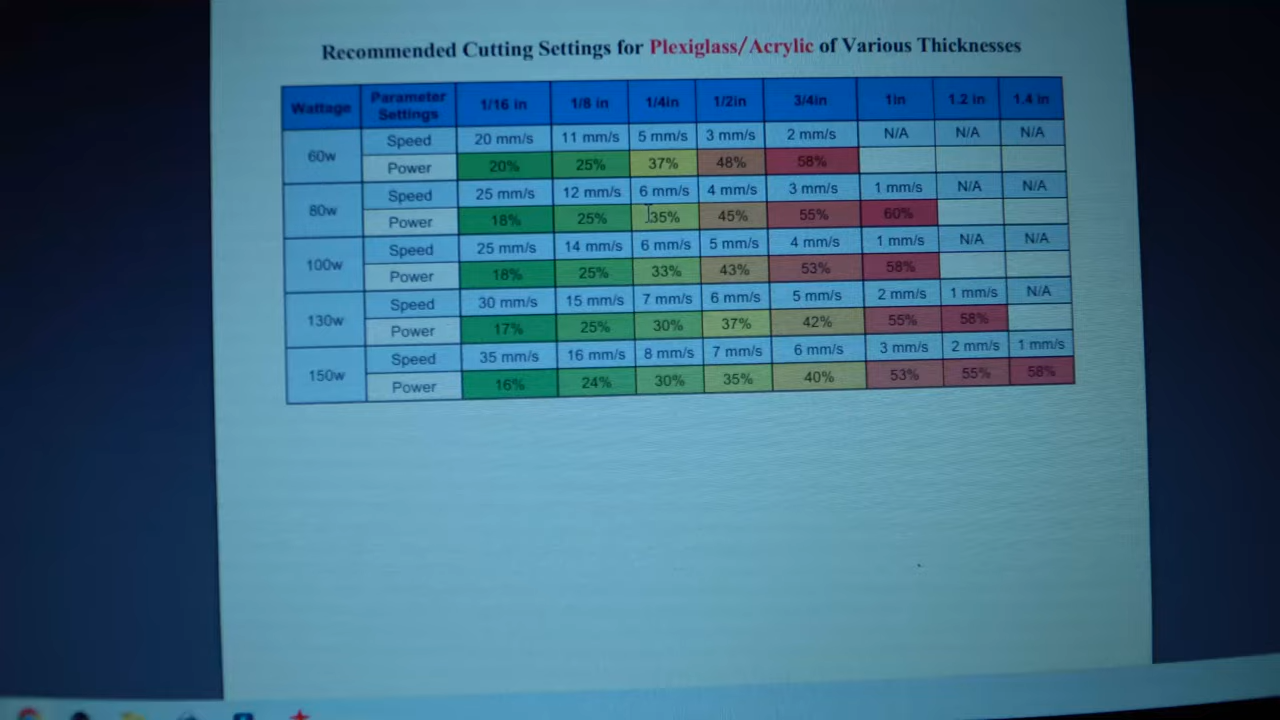 Recommended Cutting Settings for Plexiglass/Acrylic of Various Thicknesses
Wattage Parameter Settings 1/16 in 1/8 in 1/4in 1/2in 3/4in 1in 1.2 in 1.4 in
60w Speed 20 mm/s 11 mm/s 5 mm/s 3 mm/s 2 mm/s N/A N/A N/A
Power 20% 25% 37% 48% 58%
80w Speed 25 mm/s 12 mm/s 6 mm/s 4 mm/s 3 mm/s 1 mm/s N/A N/A
Power 18% 25% 35% 45% 55% 60%
100w Speed 25 mm/s 14 mm/s 6 mm/s 5 mm/s 4 mm/s 1 mm/s N/A N/A
Power 18% 25% 33% 43% 53% 58%
130w Speed 30 mm/s 15 mm/s 7 mm/s 6 mm/s 5 mm/s 2 mm/s 1 mm/s N/A
Power 17% 25% 30% 37% 42% 55% 58%
150w Speed 35 mm/s 16 mm/s 8 mm/s 7 mm/s 6 mm/s 3 mm/s 2 mm/s 1 mm/s
Power 16% 24% 30% 35% 40% 53% 55% 58%